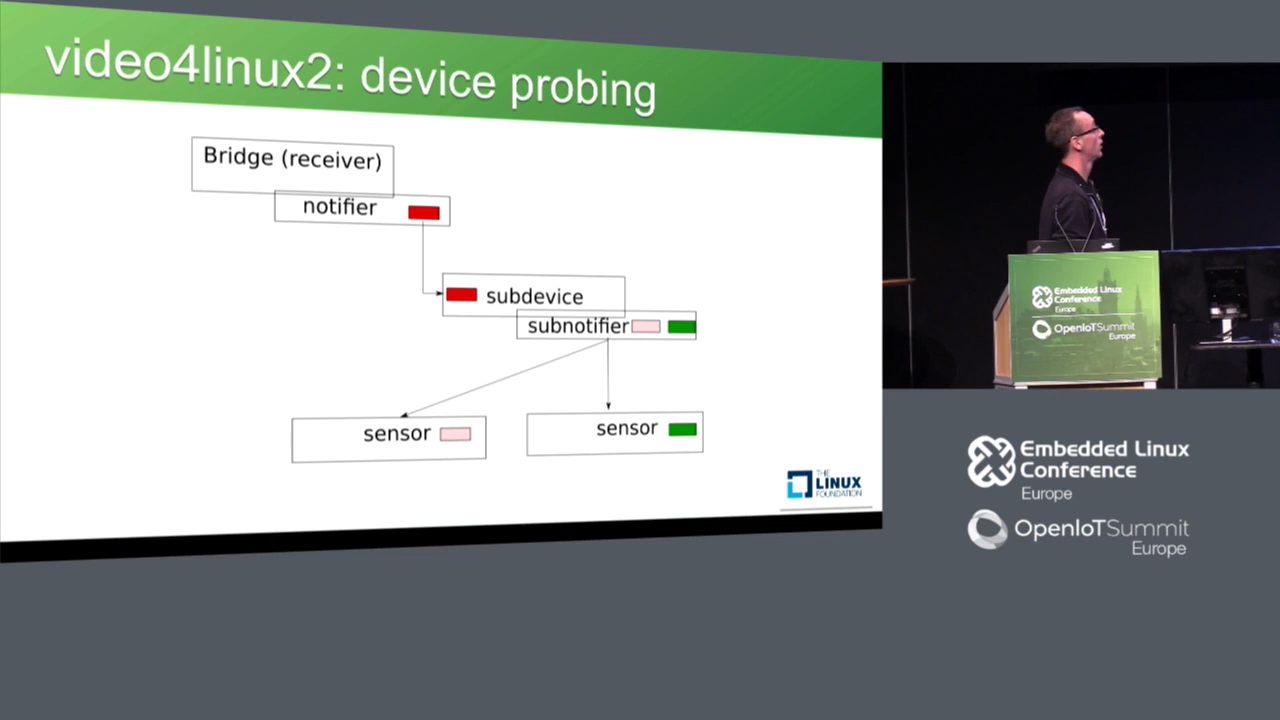 video4linux2: device probing
Bridge (receiver)
notifier
subdevice
subnotifier
sensor
sensor
THE
LINUX
FOUNDATION
Embedded Linux
Conference
Europe
OpenIoTSummit
Europe
Embedded Linux
Conference
Europe
OpenIoTSummit
Europe